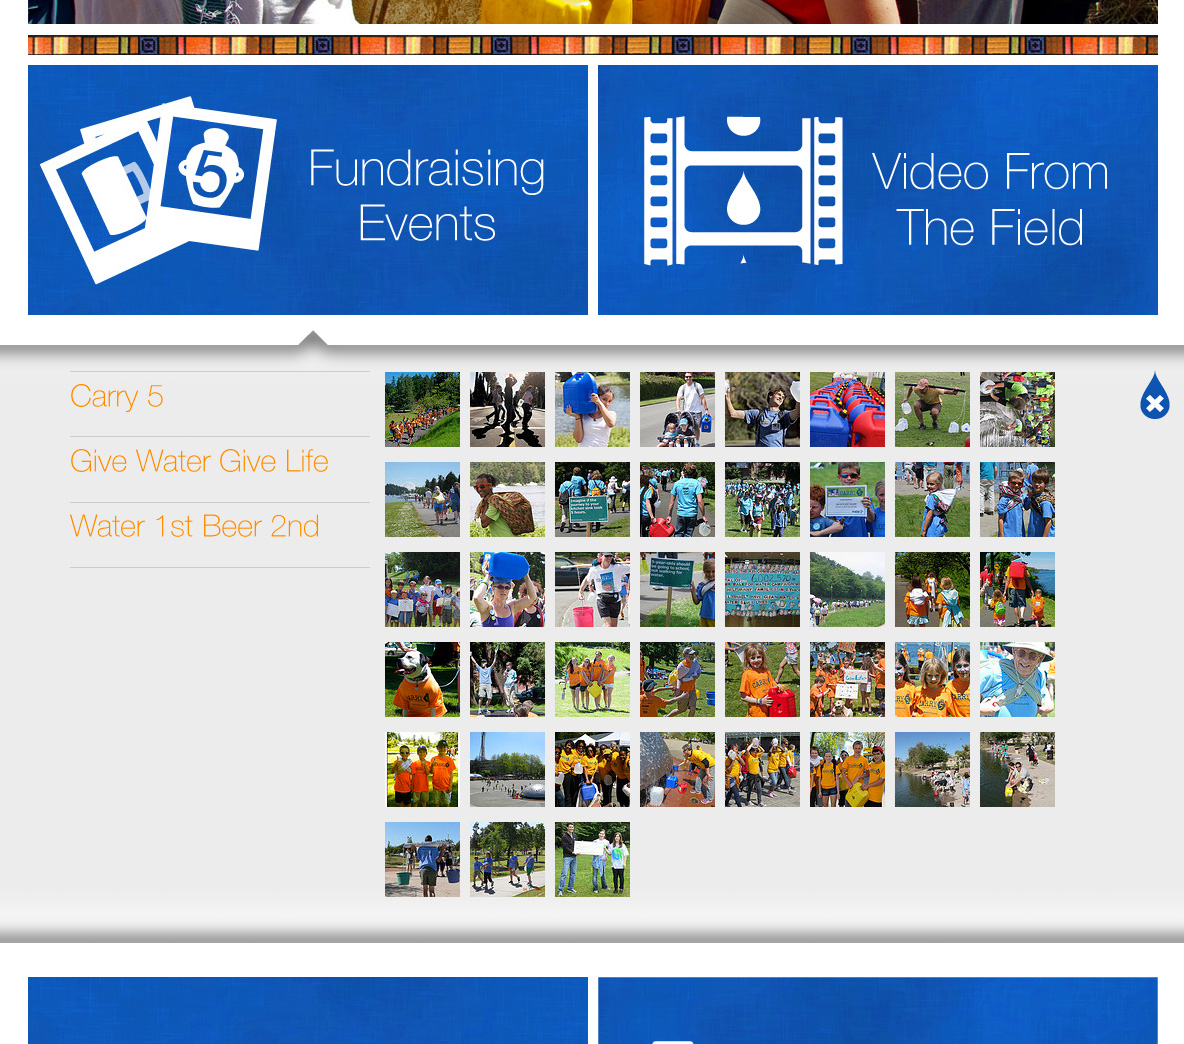 5
Fundraising
Events
Video From
The Field
Carry 5
Give Water Give Life
Water 1st Beer 2nd